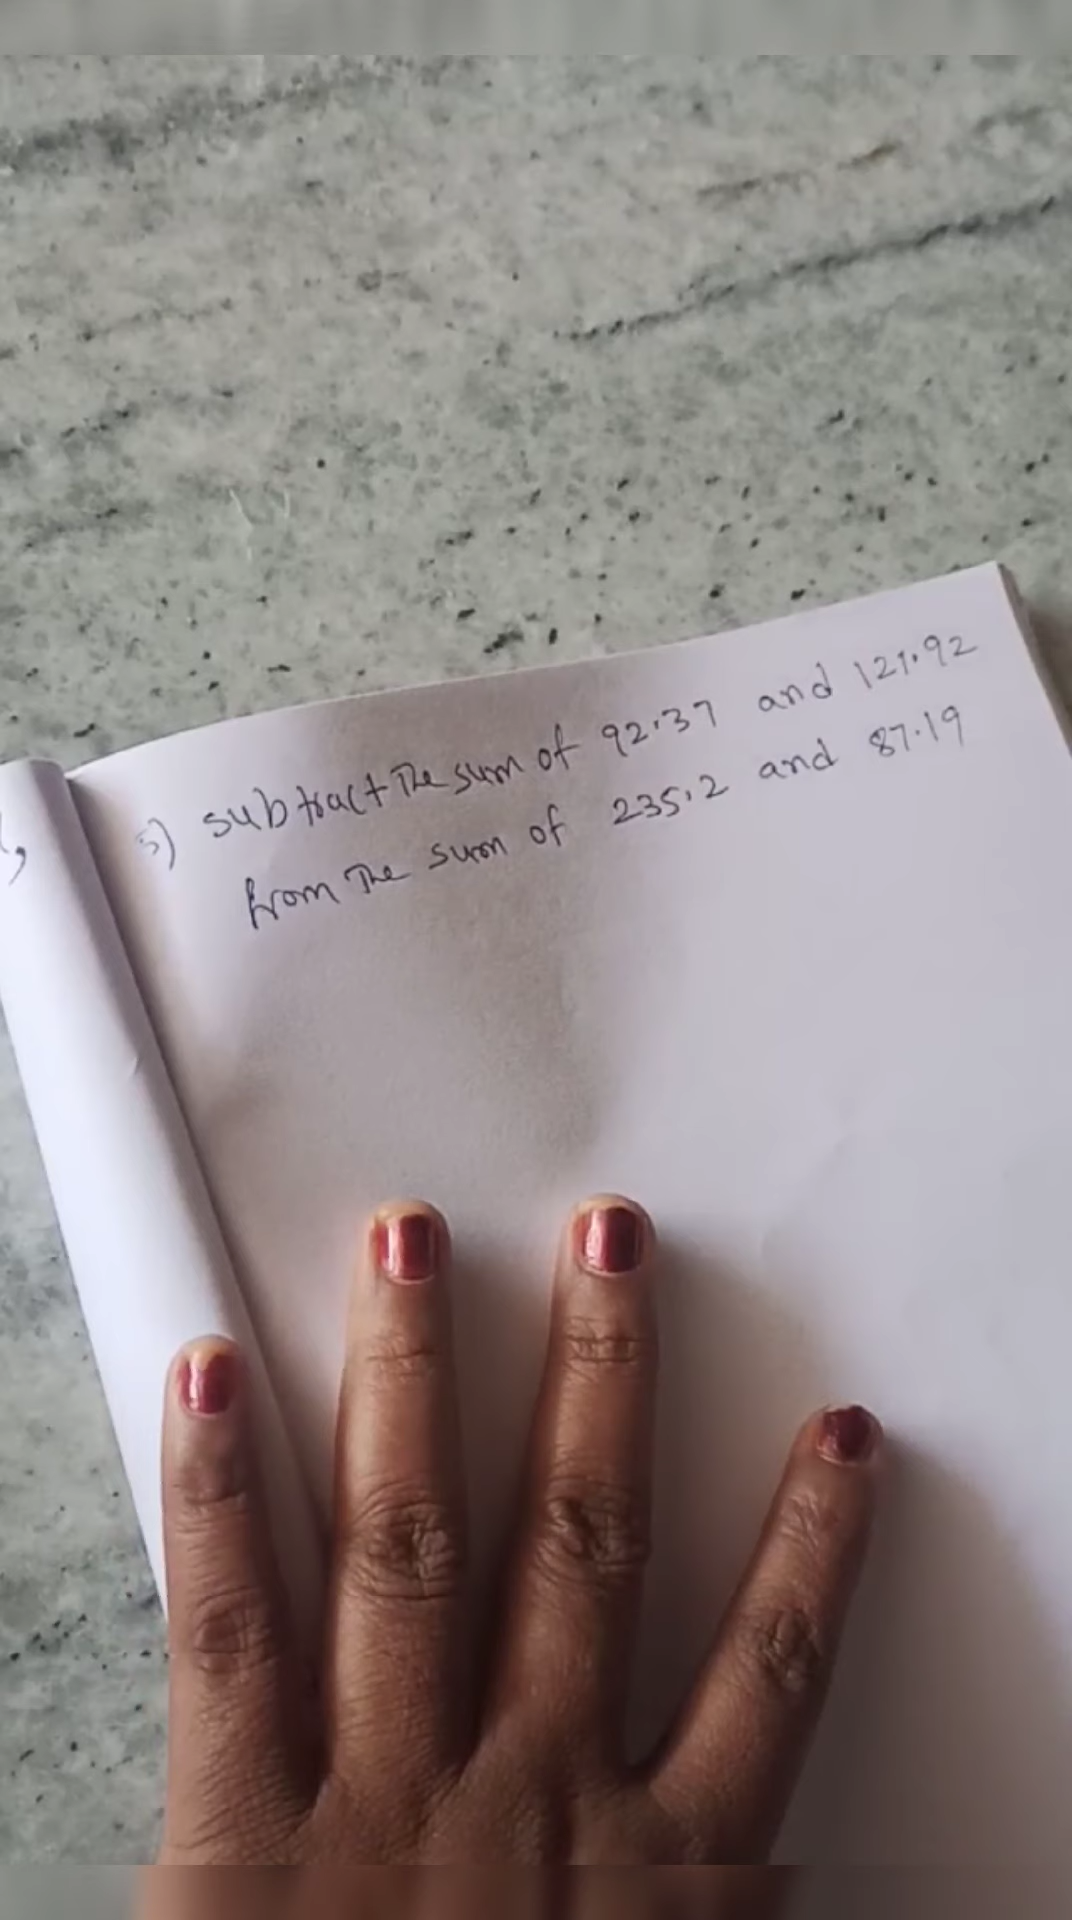 5) subtract The sum of 92.37 and 121.92
from The sum of 235.2 and 87.19